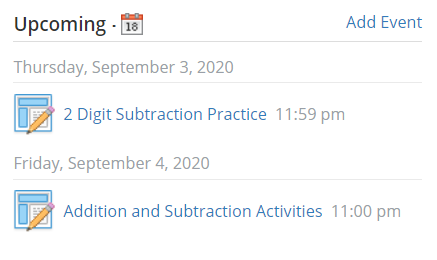 Upcoming · 18 Add Event
Thursday, September 3, 2020
2 Digit Subtraction Practice 11:59 pm
Friday, September 4, 2020
Addition and Subtraction Activities 11:00 pm